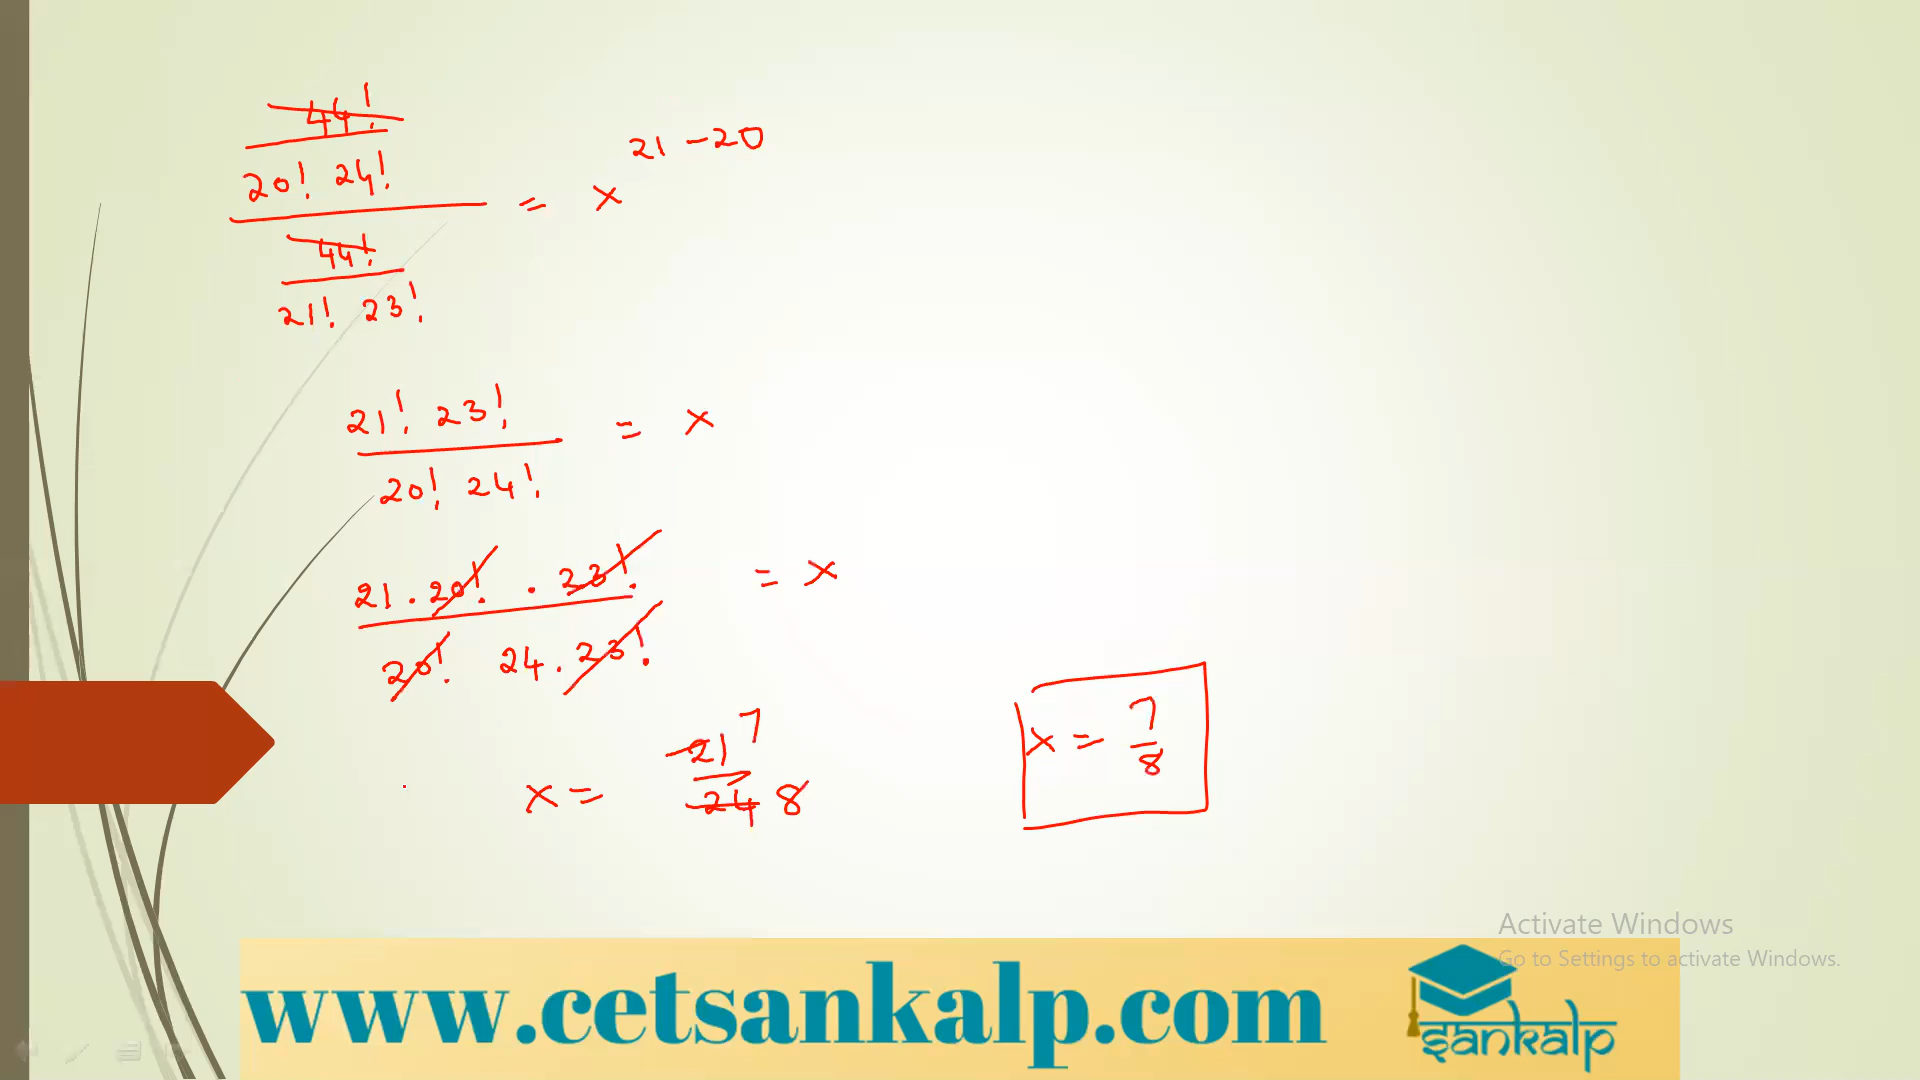 44!
20! 24!
= x^{21-20}
44!
21! 23!
21! 23!
= x
20! 24!
21 . 20! . 23!
= x
20! 24 . 23!
x = 21 7
24 8
x = 7
8
Activate Windows
Go to Settings to activate Windows.
www.cetsankalp.com
sankalp